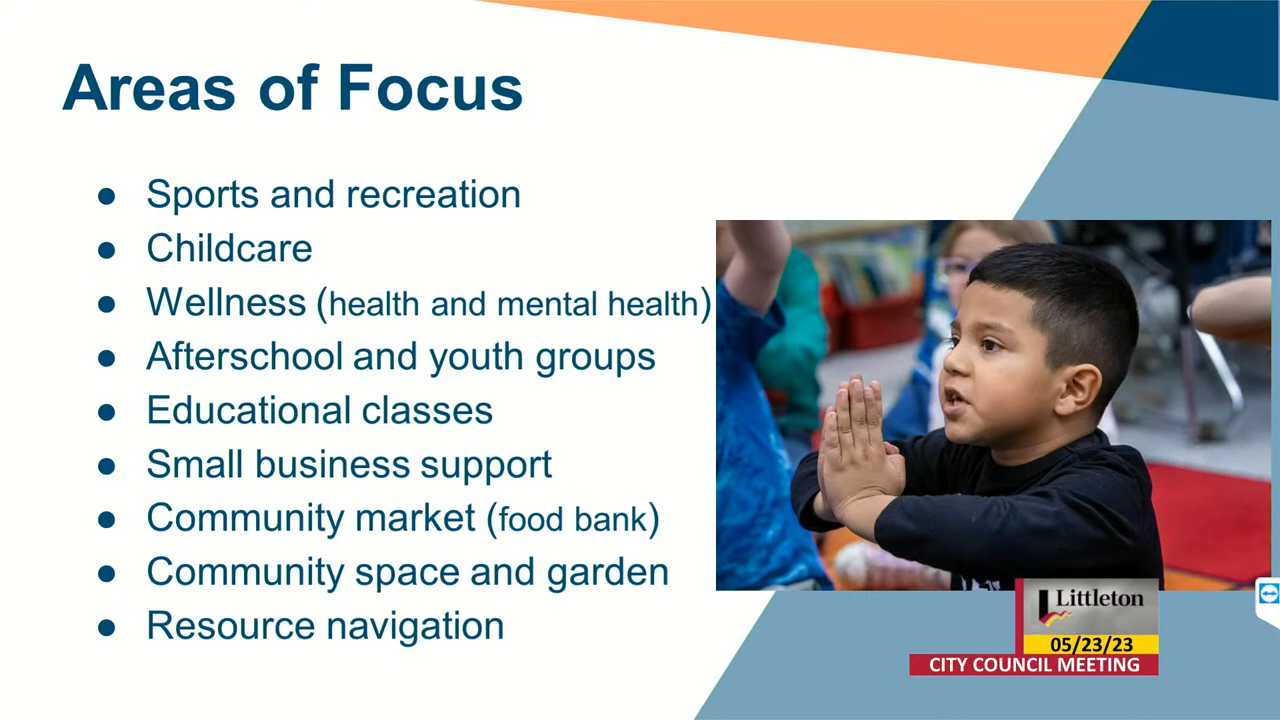 Areas of Focus
● Sports and recreation
● Childcare
● Wellness (health and mental health)
● Afterschool and youth groups
● Educational classes
● Small business support
● Community market (food bank)
● Community space and garden
● Resource navigation
Littleton
05/23/23
CITY COUNCIL MEETING